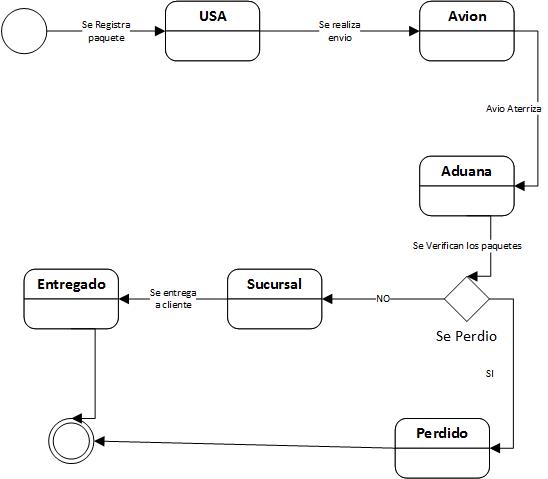 Se Registra
paquete
USA
Se realiza
envio
Avion
Avio Aterriza
Aduana
Se Verifican los paquetes
Entregado
Se entrega
a cliente
Sucursal
NO
Se Perdio
SI
Perdido